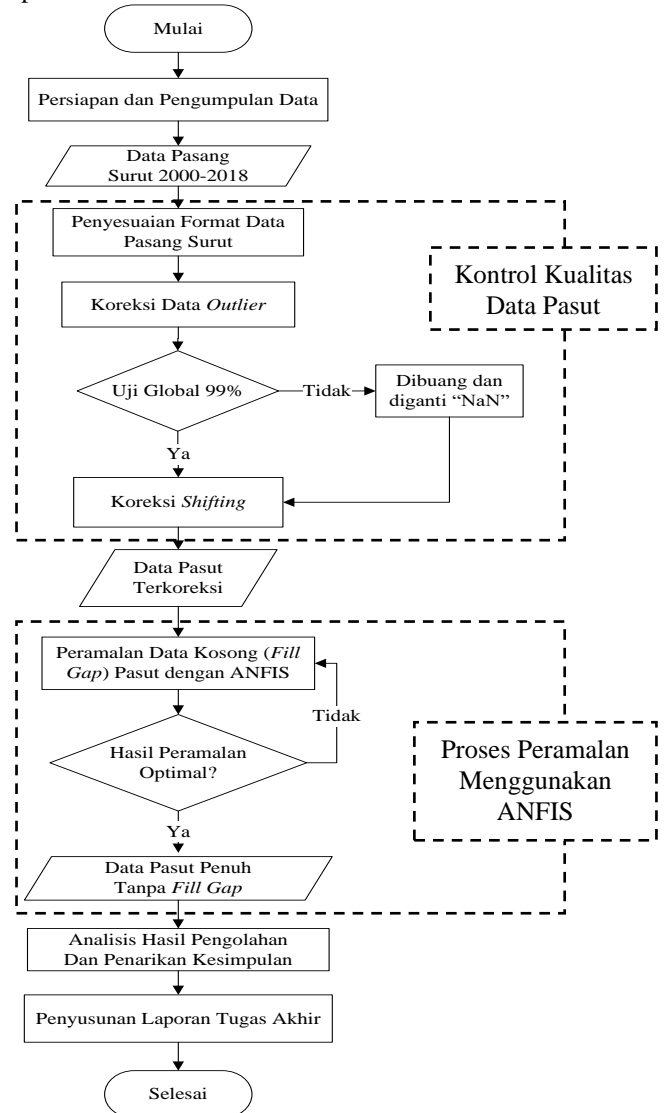 Mulai
Persiapan dan Pengumpulan Data
Data Pasang
Surut 2000-2018
Penyesuaian Format Data
Pasang Surut
Kontrol Kualitas
Data Pasut
Koreksi Data Outlier
Uji Global 99%
Tidak
Dibuang dan
diganti “NaN”
Ya
Koreksi Shifting
Data Pasut
Terkoreksi
Peramalan Data Kosong (Fill
Gap) Pasut dengan ANFIS
Tidak
Hasil Peramalan
Optimal?
Proses Peramalan
Menggunakan
ANFIS
Ya
Data Pasut Penuh
Tanpa Fill Gap
Analisis Hasil Pengolahan
Dan Penarikan Kesimpulan
Penyusunan Laporan Tugas Akhir
Selesai